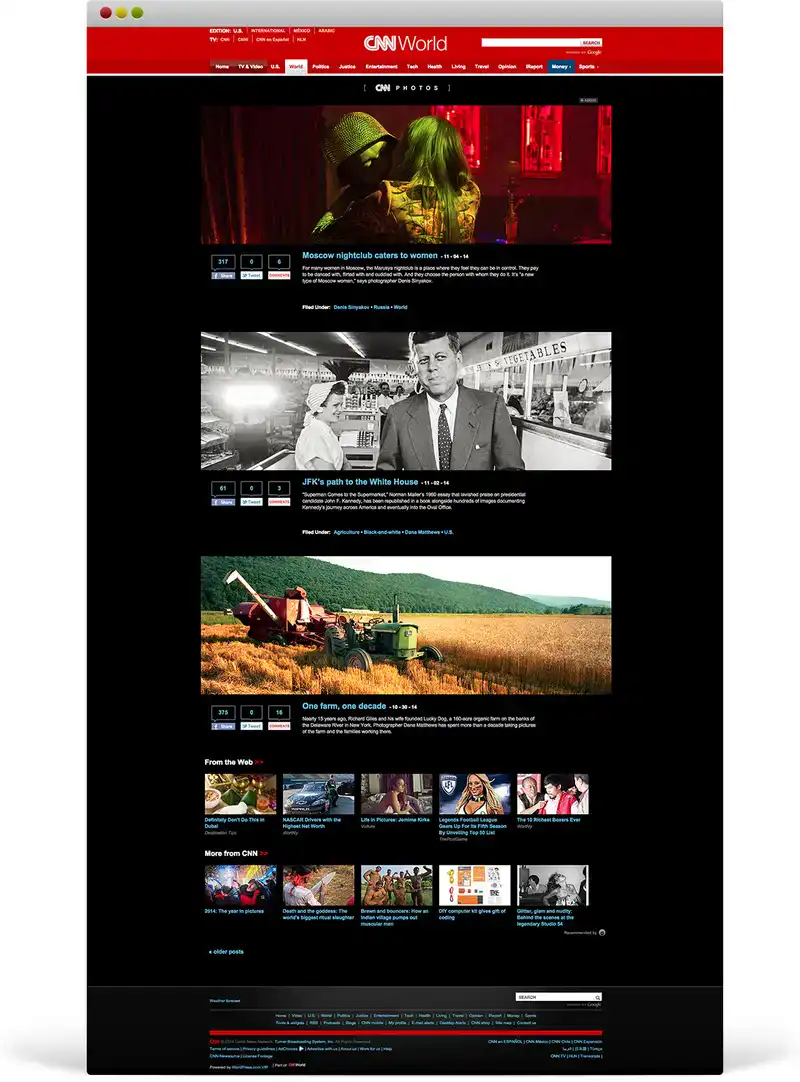 EDITION: U.S. INTERNATIONAL MÉXICO ARABIC
TV: CNN CNNi CNN en Español HLN
CNN World
SEARCH
Google
Home TV & Video U.S. World Politics Justice Entertainment Tech Health Living Travel Opinion iReport Money Sports
[ CNN PHOTOS ]
& VEGETABLES
Moscow nightclub caters to women - 11 - 04 - 14
317 0 6
Share Tweet COMMENTS
For many women in Moscow, the Marusya nightclub is a place where they feel they can be in control. They pay
to be danced with, flirted with and cuddled with. And they choose the person with whom they do it. It's "a new
type of Moscow women," says photographer Denis Sinyakov.
Filed Under: Denis Sinyakov • Russia • World
JFK's path to the White House - 11 - 02 - 14
61 0 3
Share Tweet COMMENTS
"Superman Comes to the Supermarket," Norman Mailer's 1960 essay that lavished praise on presidential
candidate John F. Kennedy, has been republished in a book alongside hundreds of images documenting
Kennedy's journey across America and eventually into the Oval Office.
Filed Under: Agriculture • Black-and-white • Dana Matthews • U.S.
One farm, one decade - 10 - 30 - 14
375 0 16
Share Tweet COMMENTS
Nearly 15 years ago, Richard Giles and his wife founded Lucky Dog, a 160-acre organic farm on the banks of
the Delaware River in New York. Photographer Dana Matthews has spent more than a decade taking pictures
of the farm and the families working there.
From the Web >>
Definitely Don't Do This in
Dubai
Destination Tips
NASCAR Drivers with the
Highest Net Worth
Worthly
Life in Pictures: Jemima Kirke
Vulture
Legends Football League
Gears Up For Its Fifth Season
By Unveiling Top 50 List
ThePostGame
The 10 Richest Boxers Ever
Worthly
More from CNN >>
2014: The year in pictures
Death and the goddess: The
world's biggest ritual slaughter
Brawn and bouncers: How an
Indian village pumps out
muscular men
DIY computer kit gives gift of
coding
Glitter, glam and nudity:
Behind the scenes at the
legendary Studio 54
Recommended by
« older posts
Weather forecast
SEARCH
Google
Home Video U.S. World Politics Justice Entertainment Tech Health Living Travel Opinion iReport Money Sports
Tools & widgets RSS Podcasts Blogs CNN mobile My profile E-mail alerts Desktop Alerts CNN shop Site map Contact us
© 2014 Cable News Network. Turner Broadcasting System, Inc. All Rights Reserved.
CNN en ESPAÑOL | CNN México | CNN Chile | CNN Expansión
Terms of service | Privacy guidelines | AdChoices | Advertise with us | About us | Work for us | Help
العربية | 日本語 | Türkçe
CNN Newsource | License Footage
CNN TV | HLN | Transcripts
Powered by WordPress.com VIP | Part of CNNWorld